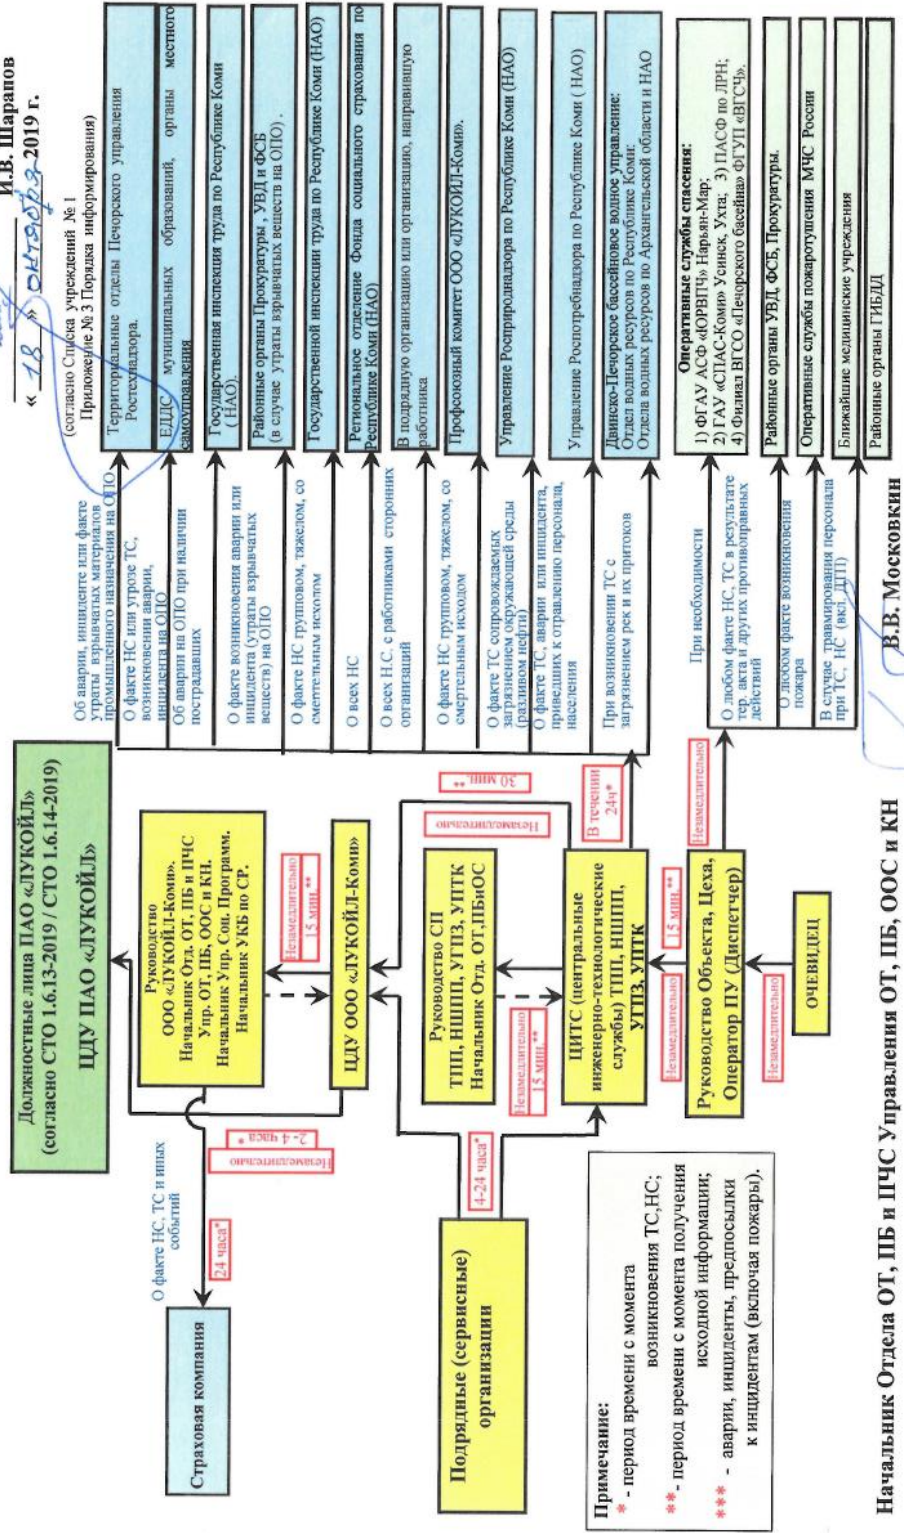 И.В. Шарапов
« 18 » октября 2019 г.
(согласно Списка учреждений № 1
Приложение № 3 Порядка информирования)
Должностные лица ПАО «ЛУКОЙЛ»
(согласно СТО 1.6.13-2019 / СТО 1.6.14-2019)
ЦДУ ПАО «ЛУКОЙЛ»
Руководство
ООО «ЛУКОЙЛ-Коми».
Начальник Отд. ОТ, ПБ и ПЧС
Упр. ОТ, ПБ, ООС и КН.
Начальник Упр. Соц. Программ.
Начальник УКБ по СР.
О факте НС, ТС и иных
событий
24 часа*
Страховая компания
Незамедлительно
2-4 часа *
Незамедлительно
15 мин.**
ЦДУ ООО «ЛУКОЙЛ-Коми»
30 мин. **
Незамедлительно
Руководство СП
ТПП, НШПП, УГПЗ, УПТК
Начальник Отд. ОТ,ПБиОС
Незамедлительно
15 мин.**
4-24 часа*
Подрядные (сервисные)
организации
ЦИТС (центральные
инженерно-технологические
службы) ТПП, НШПП,
УГПЗ, УПТК
В течении
24ч*
Незамедлительно
15 мин.**
Незамедлительно
Руководство Объекта, Цеха,
Оператор ПУ (Диспетчер)
Незамедлительно
ОЧЕВИДЕЦ
Об аварии, инциденте или факте
утраты взрывчатых материалов
промышленного назначения на ОПО
О факте НС или угрозе ТС,
возникновении аварии,
инцидента на ОПО
Об аварии на ОПО при наличии
пострадавших
О факте возникновения аварии или
инцидента (утраты взрывчатых
веществ) на ОПО
О факте НС групповом, тяжелом, со
смертельным исходом
О всех НС
О всех Н.С. с работниками сторонних
организаций
О факте НС групповом, тяжелом, со
смертельным исходом
О факте ТС сопровождаемых
загрязнением окружающей среды
(разливом нефти)
О факте ТС, аварии или инцидента,
приведших к отравлению персонала,
населения
При возникновении ТС с
загрязнением рек и их притоков
При необходимости
О любом факте НС, ТС в результате
тер. акта и других противоправных
действий
О любом факте возникновения
пожара
В случае травмирования персонала
при ТС, НС (вкл. ДТП)
Территориальные отделы Печорского управления
Ростехнадзора.
ЕДДС муниципальных образований, органы местного
самоуправления
Государственная инспекция труда по Республике Коми
( НАО).
Районные органы Прокуратуры , УВД и ФСБ
(в случае утраты взрывчатых веществ на ОПО) .
Государственной инспекции труда по Республике Коми (НАО)
Региональное отделение Фонда социального страхования по
Республике Коми (НАО)
В подрядную организацию или организацию, направившую
работника
Профсоюзный комитет ООО «ЛУКОЙЛ-Коми».
Управление Росприроднадзора по Республике Коми (НАО)
Управление Роспотребнадзора по Республике Коми ( НАО)
Двинско-Печорское бассейновое водное управление:
Отдел водных ресурсов по Республике Коми:
Отдела водных ресурсов по Архангельской области и НАО
Оперативные службы спасения:
1) ФГАУ АСФ «ЮРВПЧ» Нарьян-Мар;
2) ГАУ «СПАС-Коми» Усинск, Ухта; 3) ПАСФ по ЛРН;
4) Филиал ВГСО «Печорского бассейна» ФГУП «ВГСЧ».
Районные органы УВД, ФСБ, Прокуратуры.
Оперативные службы пожаротушения МЧС России
Ближайшие медицинские учреждения
Районные органы ГИБДД
Примечание:
* - период времени с момента
возникновения ТС,НС;
**- период времени с момента получения
исходной информации;
*** - аварии, инциденты, предпосылки
к инцидентам (включая пожары).
Начальник Отдела ОТ, ПБ и ПЧС Управления ОТ, ПБ, ООС и КН
В.В. Московкин